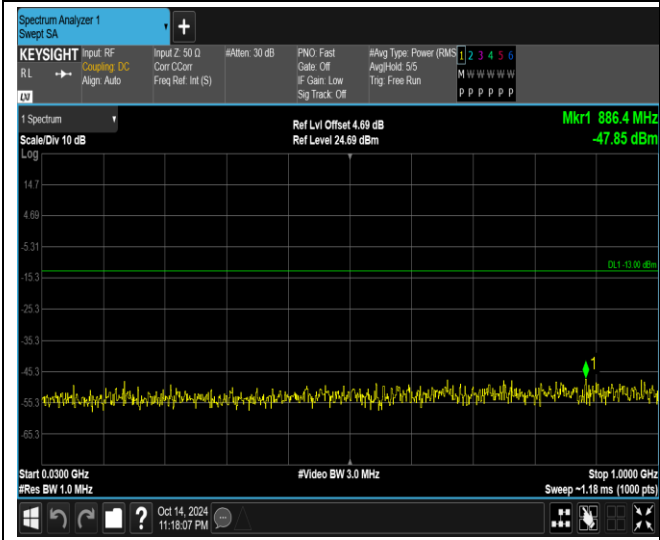 Spectrum Analyzer 1
Swept SA
+
KEYSIGHT Input: RF Input Z: 50 Ω #Atten: 30 dB PNO: Fast #Avg Type: Power (RMS 1 2 3 4 5 6
RL Coupling: DC Corr CCorr Gate: Off Avg|Hold: 5/5 M W W W W W
Align: Auto Freq Ref: Int (S) IF Gain: Low Trig: Free Run
Sig Track: Off P P P P P P
LXI
1 Spectrum Ref Lvl Offset 4.69 dB Mkr1 886.4 MHz
Scale/Div 10 dB Ref Level 24.69 dBm -47.85 dBm
Log
14.7
4.69
-5.31
DL1 -13.00 dBm
-15.3
-25.3
-35.3
1
-45.3
-55.3
-65.3
Start 0.0300 GHz #Video BW 3.0 MHz Stop 1.0000 GHz
#Res BW 1.0 MHz Sweep ~1.18 ms (1000 pts)
? Oct 14, 2024
11:18:07 PM